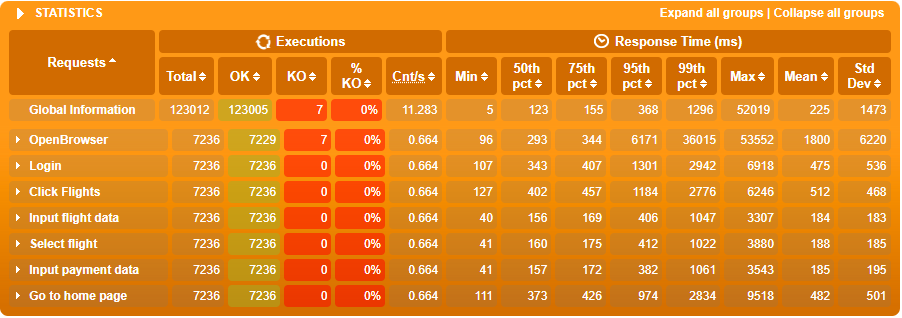 STATISTICS Expand all groups | Collapse all groups
Requests Executions Response Time (ms)
Total OK KO % KO Cnt/s Min 50th pct 75th pct 95th pct 99th pct Max Mean Std Dev
Global Information 123012 123005 7 0% 11.283 5 123 155 368 1296 52019 225 1473
OpenBrowser 7236 7229 7 0% 0.664 96 293 344 6171 36015 53552 1800 6220
Login 7236 7236 0 0% 0.664 107 343 407 1301 2942 6918 475 536
Click Flights 7236 7236 0 0% 0.664 127 402 457 1184 2776 6246 512 468
Input flight data 7236 7236 0 0% 0.664 40 156 169 406 1047 3307 184 183
Select flight 7236 7236 0 0% 0.664 41 160 175 412 1022 3880 188 185
Input payment data 7236 7236 0 0% 0.664 41 157 172 382 1061 3543 185 195
Go to home page 7236 7236 0 0% 0.664 111 373 426 974 2834 9518 482 501